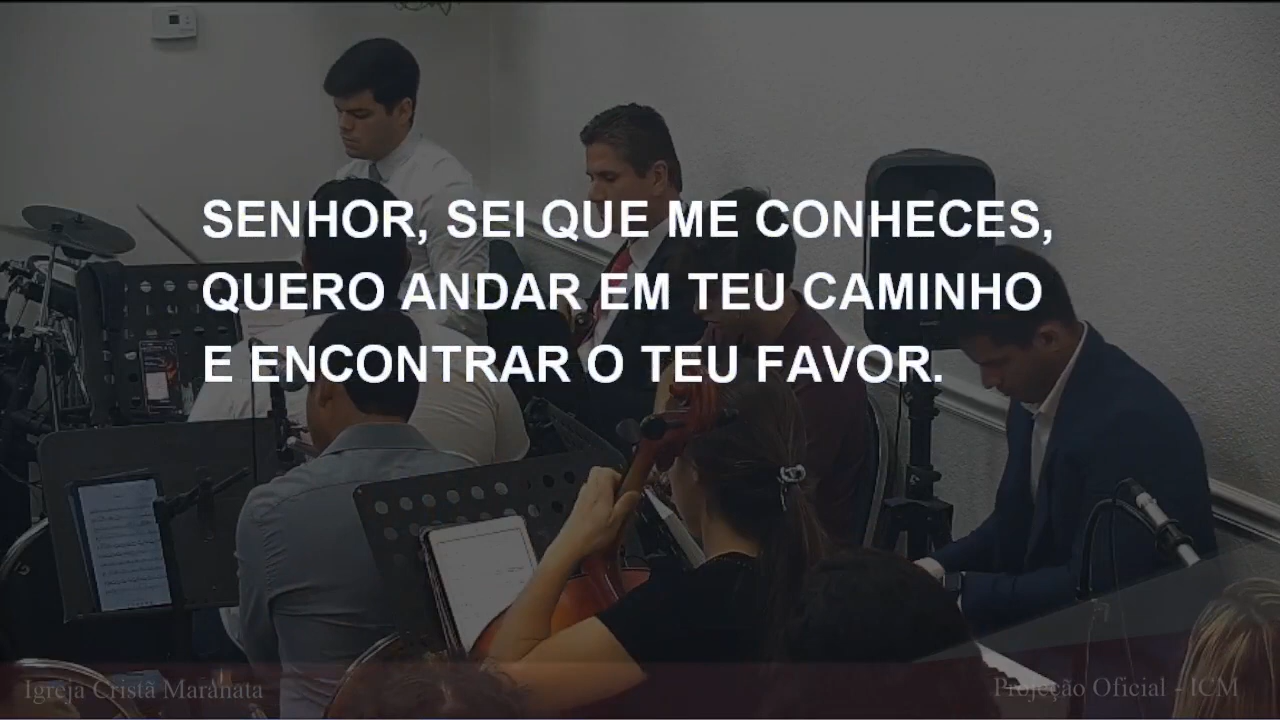 SENHOR, SEI QUE ME CONHECES,
QUERO ANDAR EM TEU CAMINHO
E ENCONTRAR O TEU FAVOR.
Igreja Cristã Maranata
Projeção Oficial - ICM